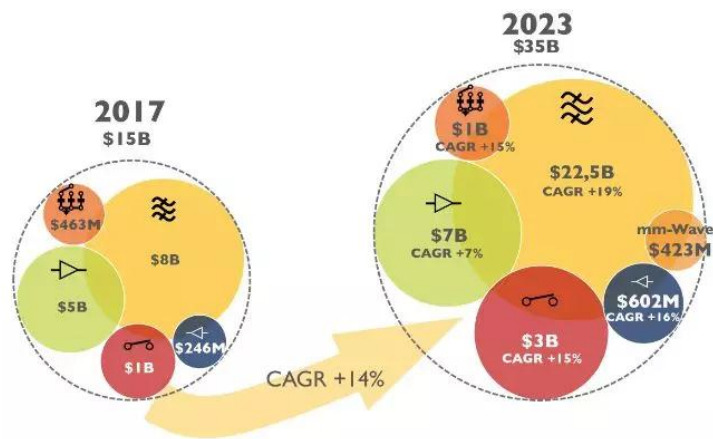 2017
$15B
$463M
$8B
$5B
$1B
$246M
CAGR +14%
2023
$35B
$1B
CAGR +15%
$22,5B
CAGR +19%
$7B
CAGR +7%
mm-Wave
$423M
$602M
CAGR +16%
$3B
CAGR +15%